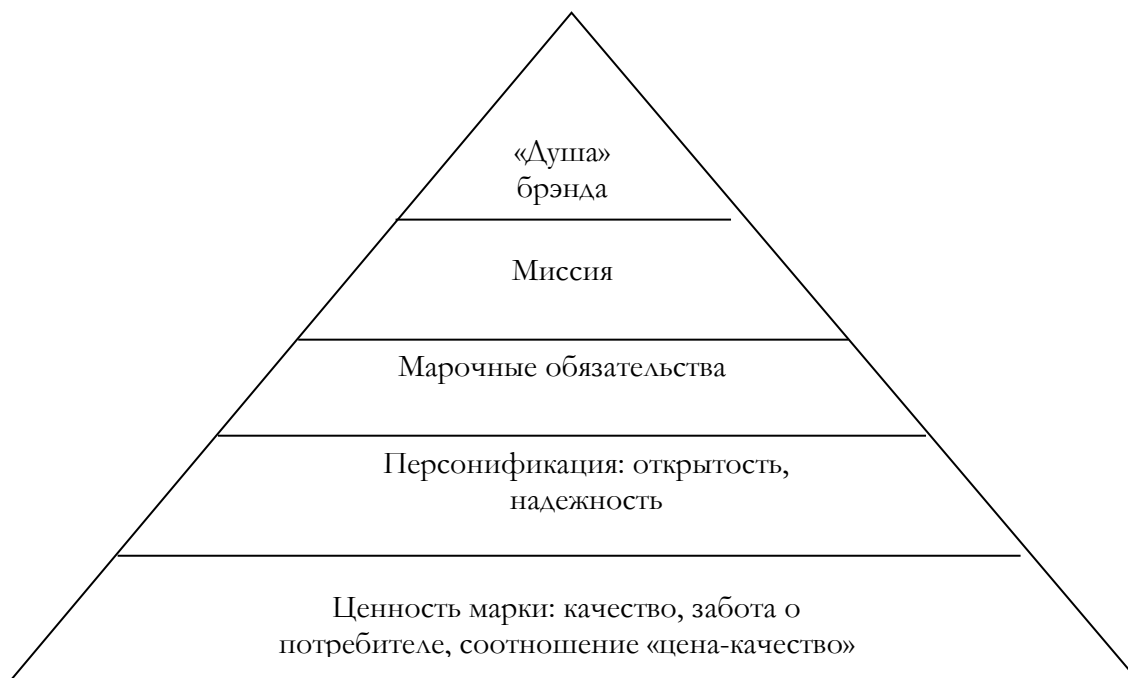 «Душа»
брэнда
Миссия
Марочные обязательства
Персонификация: открытость,
надежность
Ценность марки: качество, забота о
потребителе, соотношение «цена-качество»